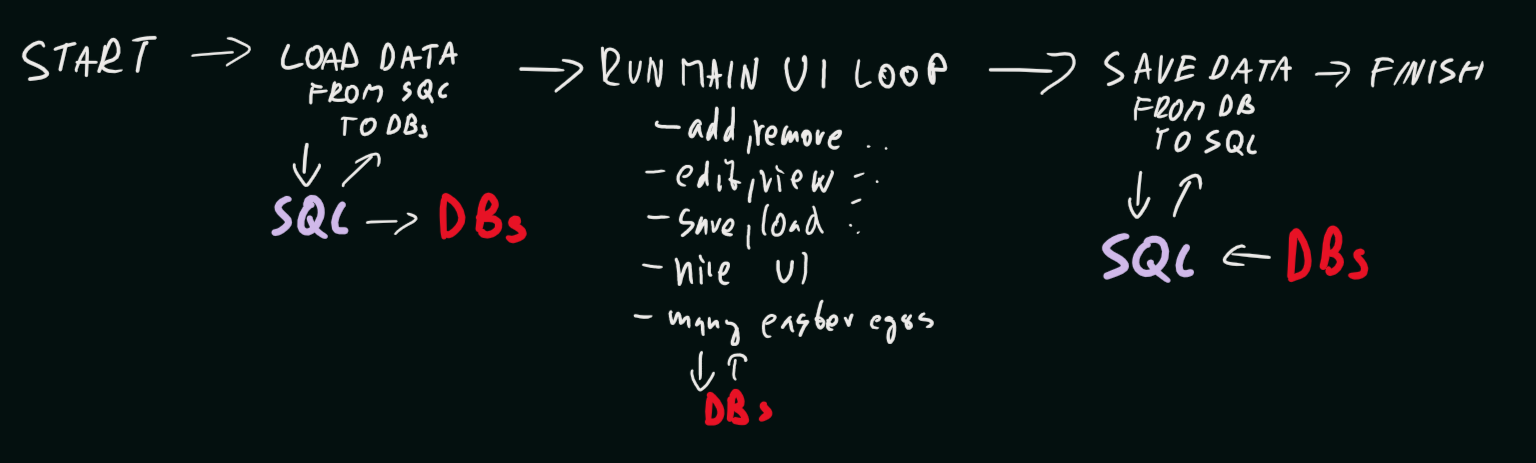 START → LOAD DATA → RUN MAIN UI LOOP → SAVE DATA → FINISH
FROM SQL
TO DBs
SQL → DBs
- add, remove ..
- edit, view ..
- save, load ..
- nice UI
- many easter eggs
DBs
FROM DB
TO SQL
SQL ← DBs